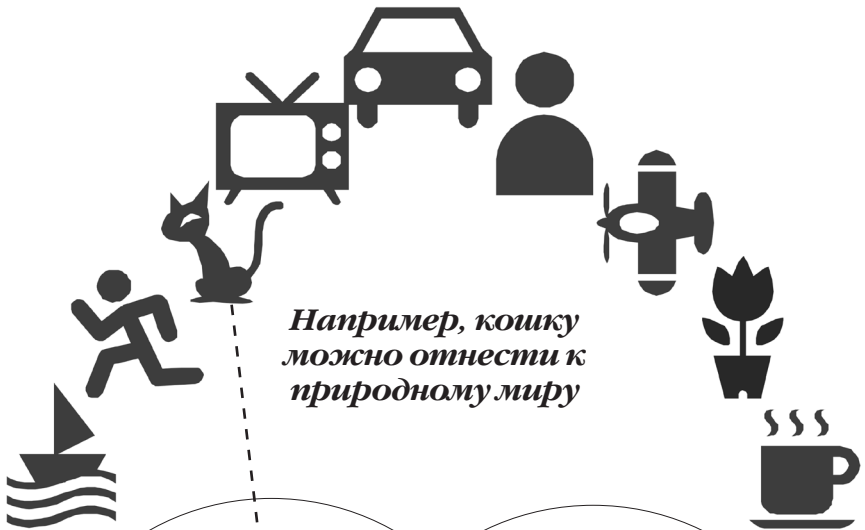 Например, кошку
можно отнести к
природному миру